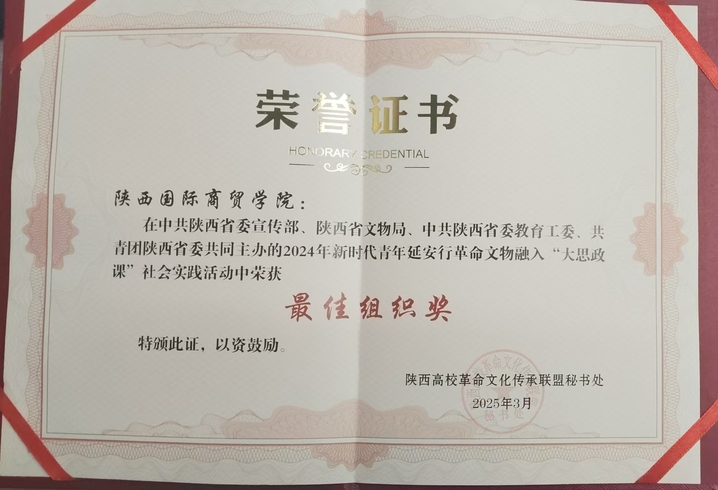 荣誉证书
HONORARY CREDENTIAL
陕西国际商贸学院：
在中共陕西省委宣传部、陕西省文物局、中共陕西省委教育工委、共
青团陕西省委共同主办的2024年新时代青年延安行革命文物融入“大思政
课”社会实践活动中荣获
最佳组织奖
特颁此证，以资鼓励。
陕西高校革命文化传承联盟秘书处
2025年3月
秘书处